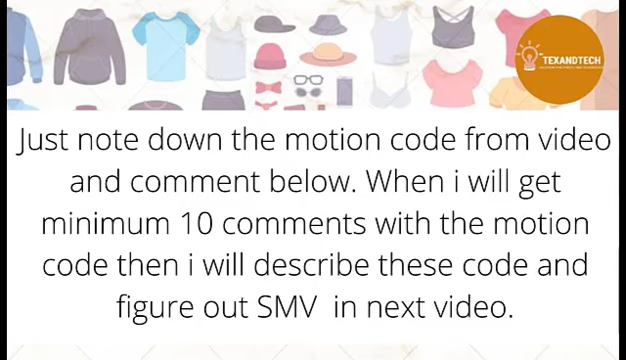 TEXANDTECH
Just note down the motion code from video
and comment below. When i will get
minimum 10 comments with the motion
code then i will describe these code and
figure out SMV in next video.